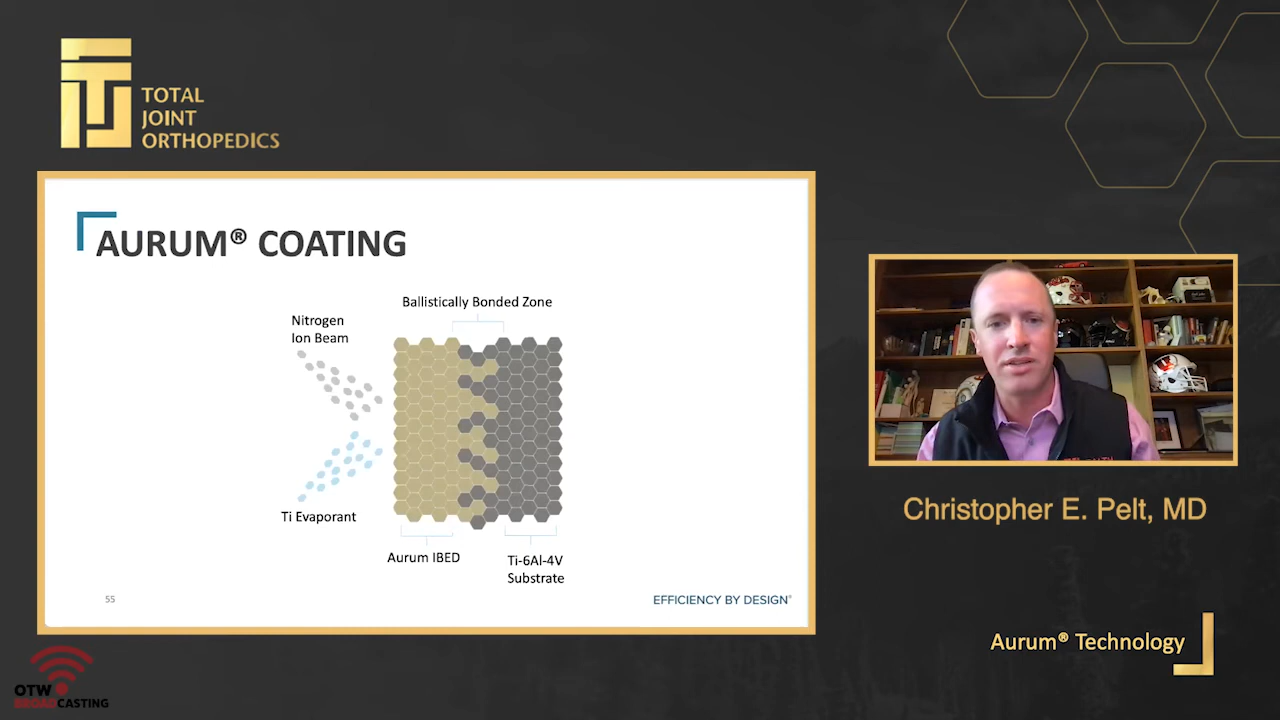 TOTAL
JOINT
ORTHOPEDICS
AURUM® COATING
Ballistically Bonded Zone
Nitrogen
Ion Beam
Ti Evaporant
Aurum IBED
Ti-6Al-4V
Substrate
55
EFFICIENCY BY DESIGN®
Christopher E. Pelt, MD
Aurum® Technology
OTW
BROADCASTING